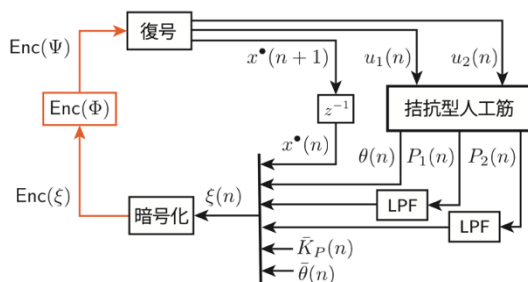 Enc(Ψ)
復号
x•(n+1)
u₁(n)
u₂(n)
Enc(Φ)
z⁻¹
拮抗型人工筋
x•(n)
θ(n)
P₁(n)
P₂(n)
Enc(ξ)
暗号化
ξ(n)
LPF
LPF
K̄_P(n)
θ̄(n)